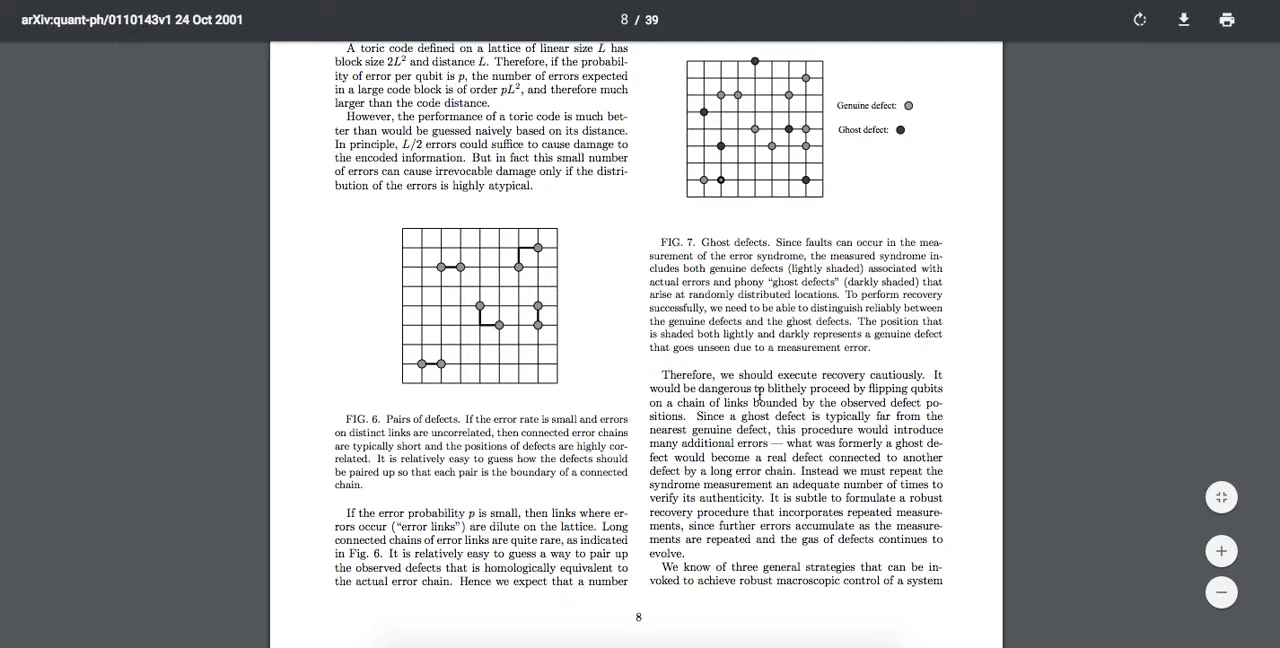 arXiv:quant-ph/0110143v1 24 Oct 2001
8 / 39
A toric code defined on a lattice of linear size L has
block size 2L² and distance L. Therefore, if the probabil-
ity of error per qubit is p, the number of errors expected
in a large code block is of order pL², and therefore much
larger than the code distance.
However, the performance of a toric code is much bet-
ter than would be guessed naively based on its distance.
In principle, L/2 errors could suffice to cause damage to
the encoded information. But in fact this small number
of errors can cause irrevocable damage only if the distri-
bution of the errors is highly atypical.
FIG. 6. Pairs of defects. If the error rate is small and errors
on distinct links are uncorrelated, then connected error chains
are typically short and the positions of defects are highly cor-
related. It is relatively easy to guess how the defects should
be paired up so that each pair is the boundary of a connected
chain.
If the error probability p is small, then links where er-
rors occur (“error links”) are dilute on the lattice. Long
connected chains of error links are quite rare, as indicated
in Fig. 6. It is relatively easy to guess a way to pair up
the observed defects that is homologically equivalent to
the actual error chain. Hence we expect that a number
Genuine defect:
Ghost defect:
FIG. 7. Ghost defects. Since faults can occur in the mea-
surement of the error syndrome, the measured syndrome in-
cludes both genuine defects (lightly shaded) associated with
actual errors and phony “ghost defects” (darkly shaded) that
arise at randomly distributed locations. To perform recovery
successfully, we need to be able to distinguish reliably between
the genuine defects and the ghost defects. The position that
is shaded both lightly and darkly represents a genuine defect
that goes unseen due to a measurement error.
Therefore, we should execute recovery cautiously. It
would be dangerous to blithely proceed by flipping qubits
on a chain of links bounded by the observed defect po-
sitions. Since a ghost defect is typically far from the
nearest genuine defect, this procedure would introduce
many additional errors — what was formerly a ghost de-
fect would become a real defect connected to another
defect by a long error chain. Instead we must repeat the
syndrome measurement an adequate number of times to
verify its authenticity. It is subtle to formulate a robust
recovery procedure that incorporates repeated measure-
ments, since further errors accumulate as the measure-
ments are repeated and the gas of defects continues to
evolve.
We know of three general strategies that can be in-
voked to achieve robust macroscopic control of a system
8